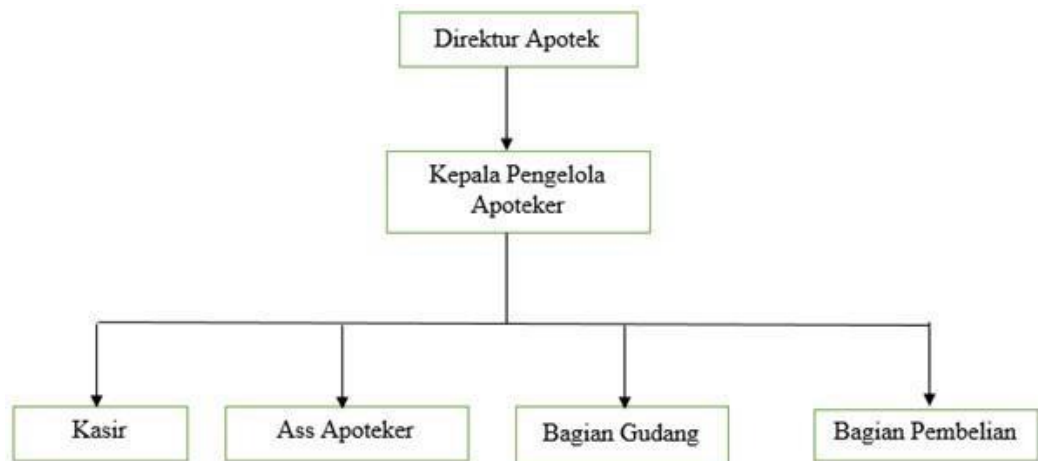 Direktur Apotek
Kepala Pengelola
Apoteker
Kasir
Ass Apoteker
Bagian Gudang
Bagian Pembelian